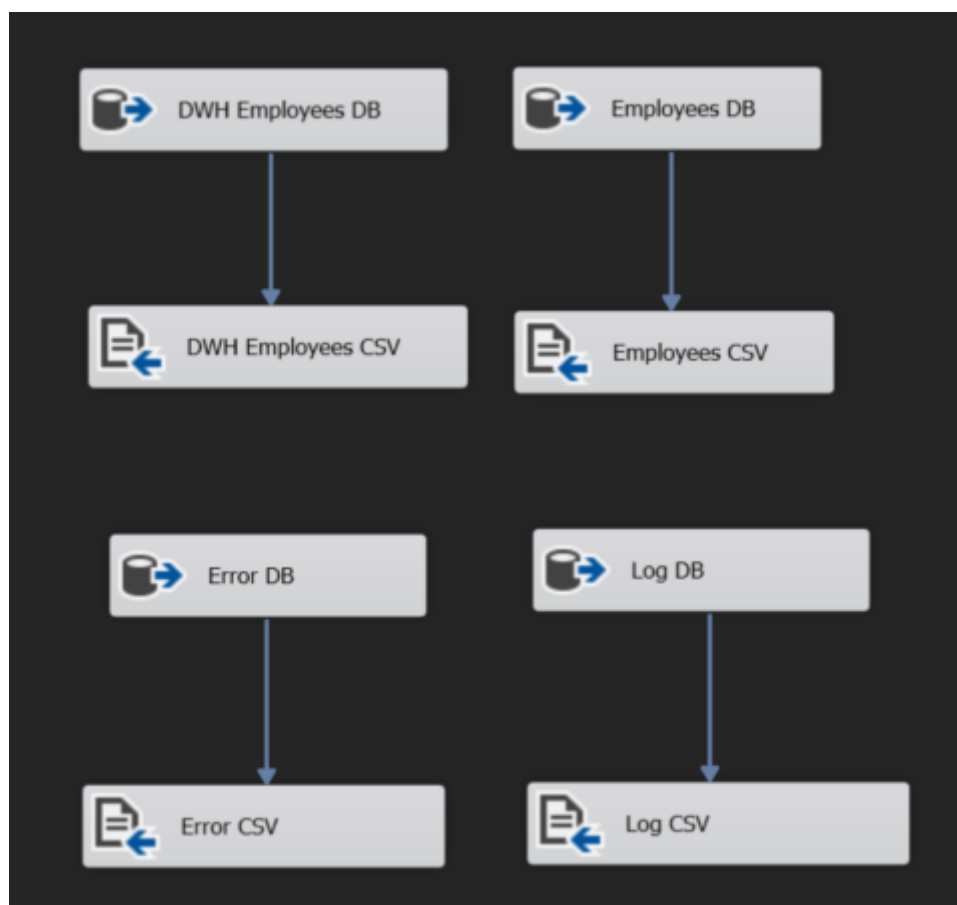 DWH Employees DB
Employees DB
DWH Employees CSV
Employees CSV
Error DB
Log DB
Error CSV
Log CSV